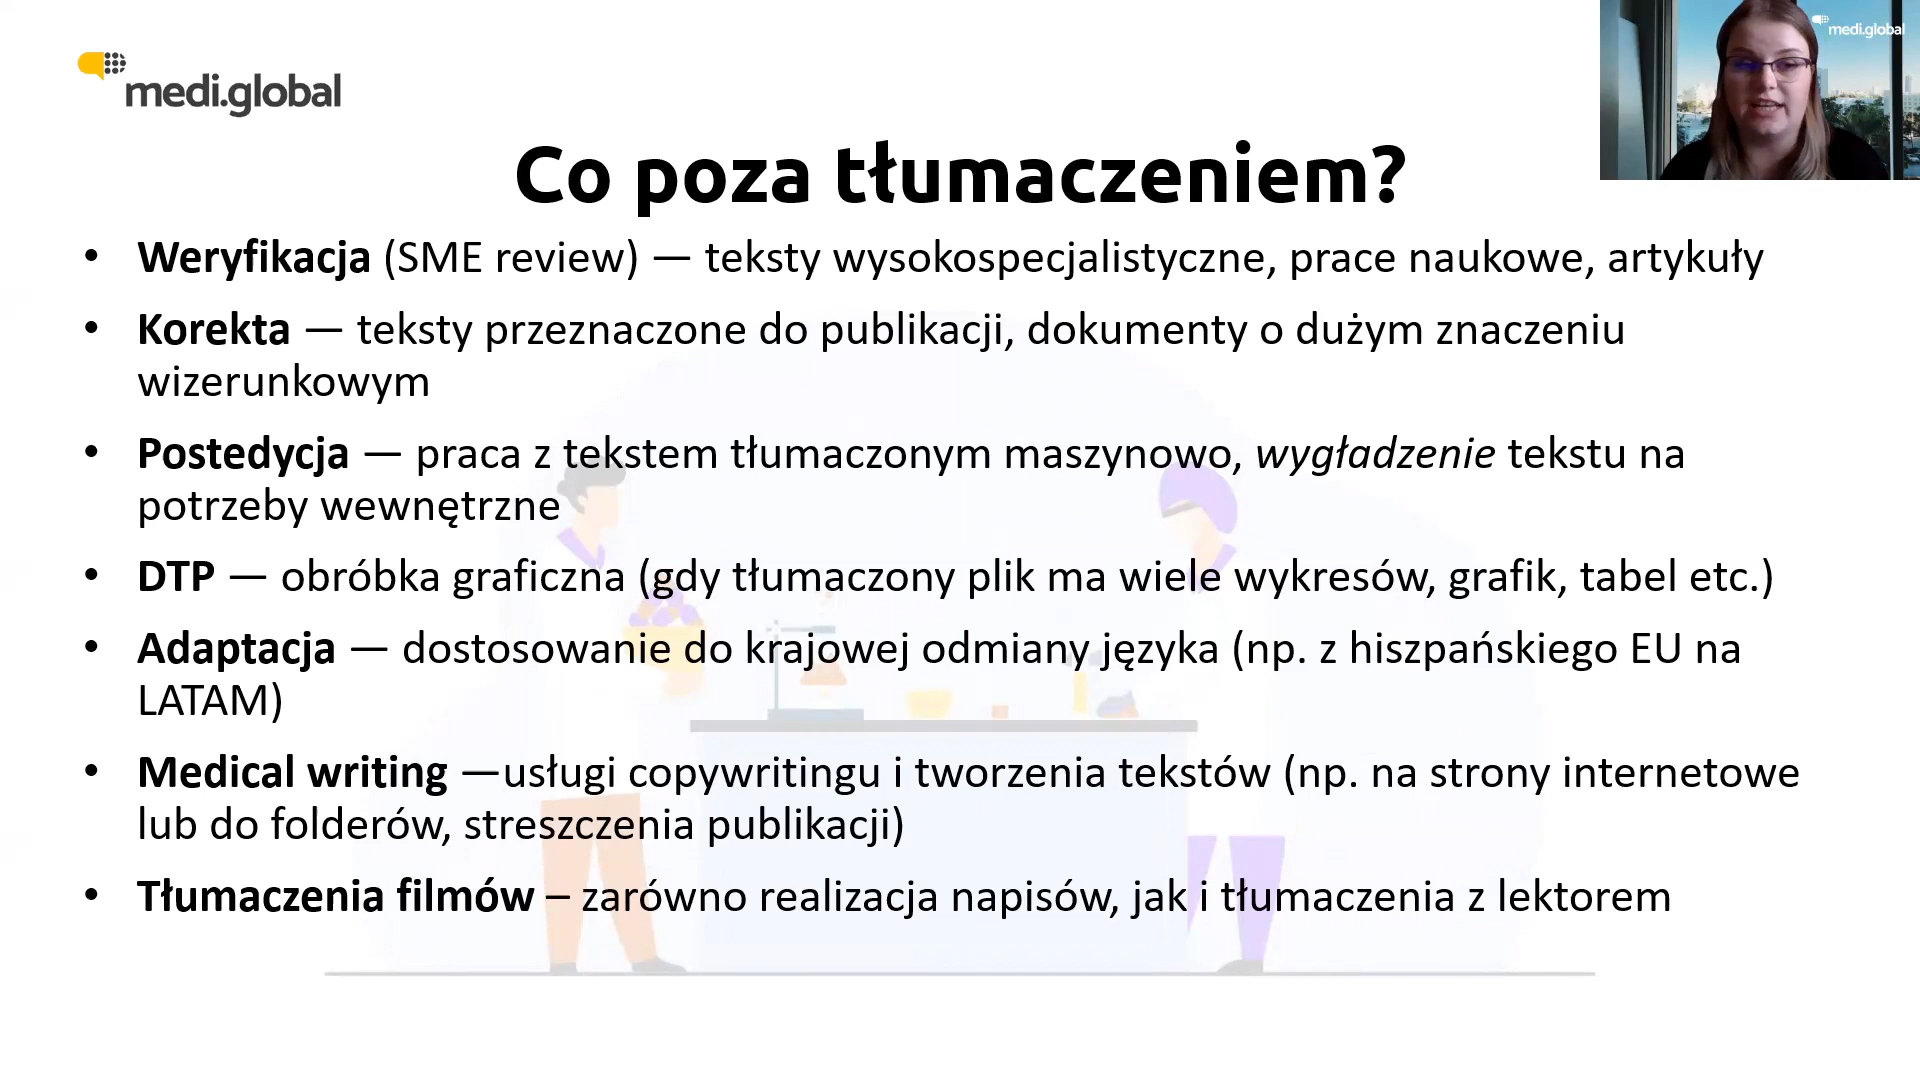 medi.global
medi.global
Co poza tłumaczeniem?
• Weryfikacja (SME review) — teksty wysokospecjalistyczne, prace naukowe, artykuły
• Korekta — teksty przeznaczone do publikacji, dokumenty o dużym znaczeniu
wizerunkowym
• Postedycja — praca z tekstem tłumaczonym maszynowo, wygładzenie tekstu na
potrzeby wewnętrzne
• DTP — obróbka graficzna (gdy tłumaczony plik ma wiele wykresów, grafik, tabel etc.)
• Adaptacja — dostosowanie do krajowej odmiany języka (np. z hiszpańskiego EU na
LATAM)
• Medical writing —usługi copywritingu i tworzenia tekstów (np. na strony internetowe
lub do folderów, streszczenia publikacji)
• Tłumaczenia filmów – zarówno realizacja napisów, jak i tłumaczenia z lektorem